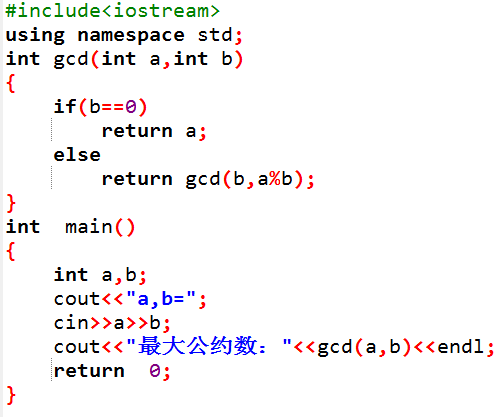 #include<iostream>
using namespace std;
int gcd(int a,int b)
{
    if(b==0)
        return a;
    else
        return gcd(b,a%b);
}
int  main()
{
    int a,b;
    cout<<"a,b=";
    cin>>a>>b;
    cout<<"最大公约数："<<gcd(a,b)<<endl;
    return  0;
}